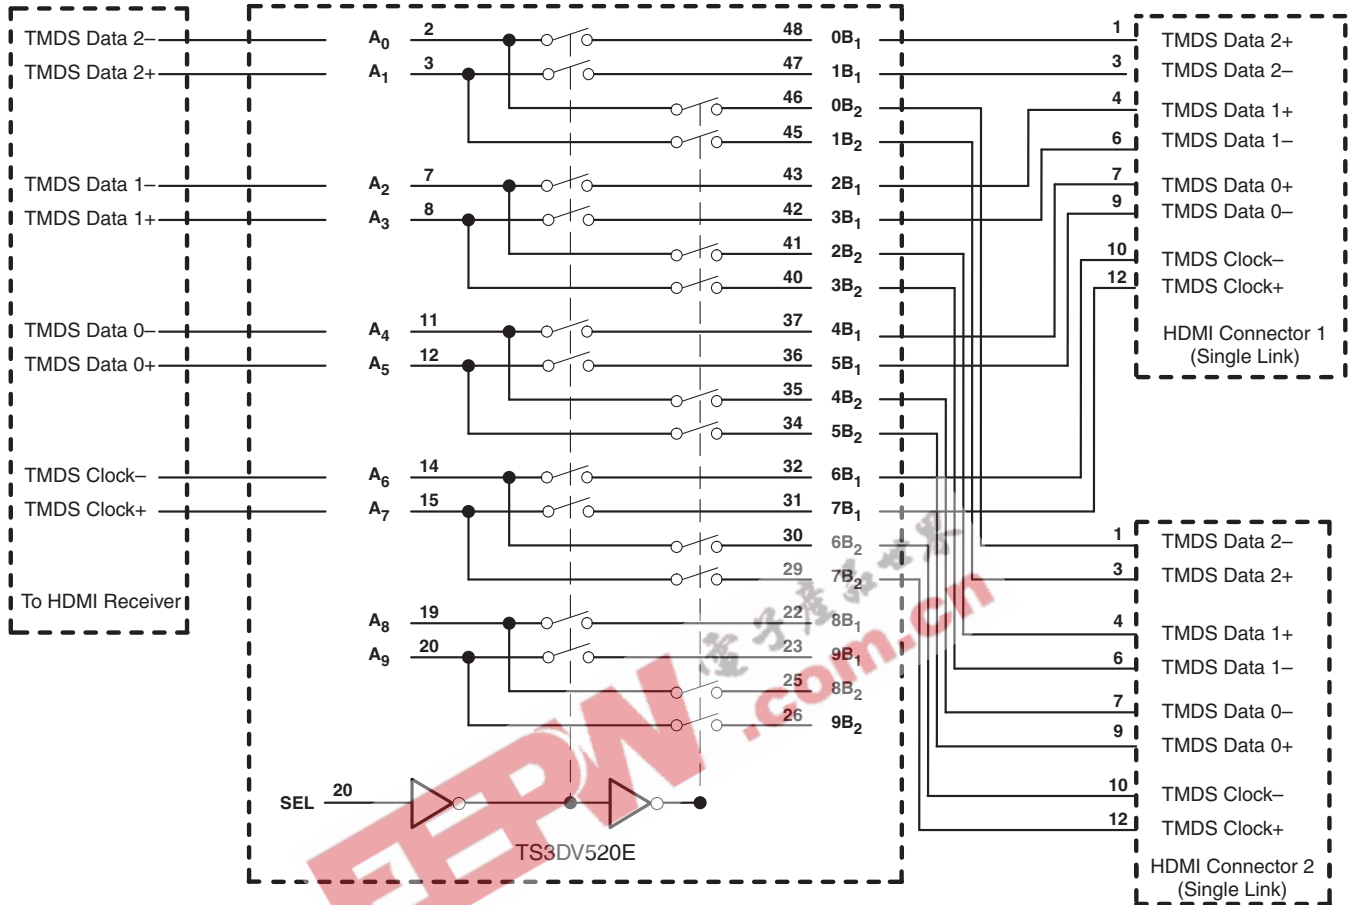 TMDS Data 2–
TMDS Data 2+
TMDS Data 1–
TMDS Data 1+
TMDS Data 0–
TMDS Data 0+
TMDS Clock–
TMDS Clock+
To HDMI Receiver
A0 2
A1 3
A2 7
A3 8
A4 11
A5 12
A6 14
A7 15
A8 19
A9 20
SEL 20
TS3DV520E
48 0B1
47 1B1
46 0B2
45 1B2
43 2B1
42 3B1
41 2B2
40 3B2
37 4B1
36 5B1
35 4B2
34 5B2
32 6B1
31 7B1
30 6B2
29 7B2
22 8B1
23 9B1
25 8B2
26 9B2
1 TMDS Data 2+
3 TMDS Data 2–
4 TMDS Data 1+
6 TMDS Data 1–
7 TMDS Data 0+
9 TMDS Data 0–
10 TMDS Clock–
12 TMDS Clock+
HDMI Connector 1
(Single Link)
1 TMDS Data 2–
3 TMDS Data 2+
4 TMDS Data 1+
6 TMDS Data 1–
7 TMDS Data 0–
9 TMDS Data 0+
10 TMDS Clock–
12 TMDS Clock+
HDMI Connector 2
(Single Link)
EEPW
.com.cn
電子產品世界